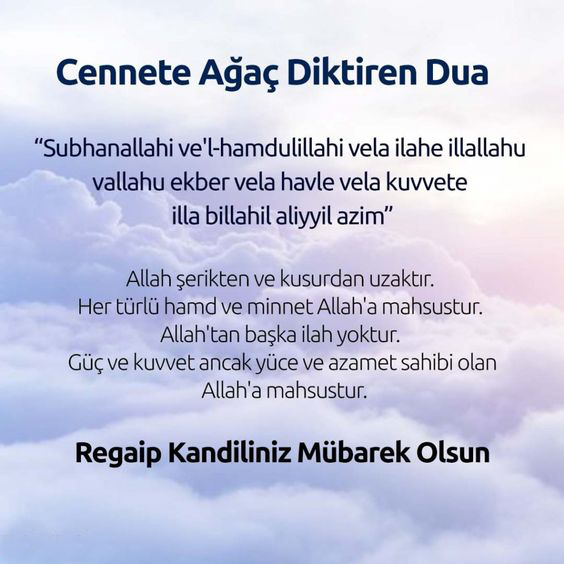 Cennete Ağaç Diktiren Dua
“Subhanallahi ve'l-hamdulillahi vela ilahe illallahu
vallahu ekber vela havle vela kuvvete
illa billahil aliyyil azim”
Allah şerikten ve kusurdan uzaktır.
Her türlü hamd ve minnet Allah'a mahsustur.
Allah'tan başka ilah yoktur.
Güç ve kuvvet ancak yüce ve azamet sahibi olan
Allah'a mahsustur.
Regaip Kandiliniz Mübarek Olsun